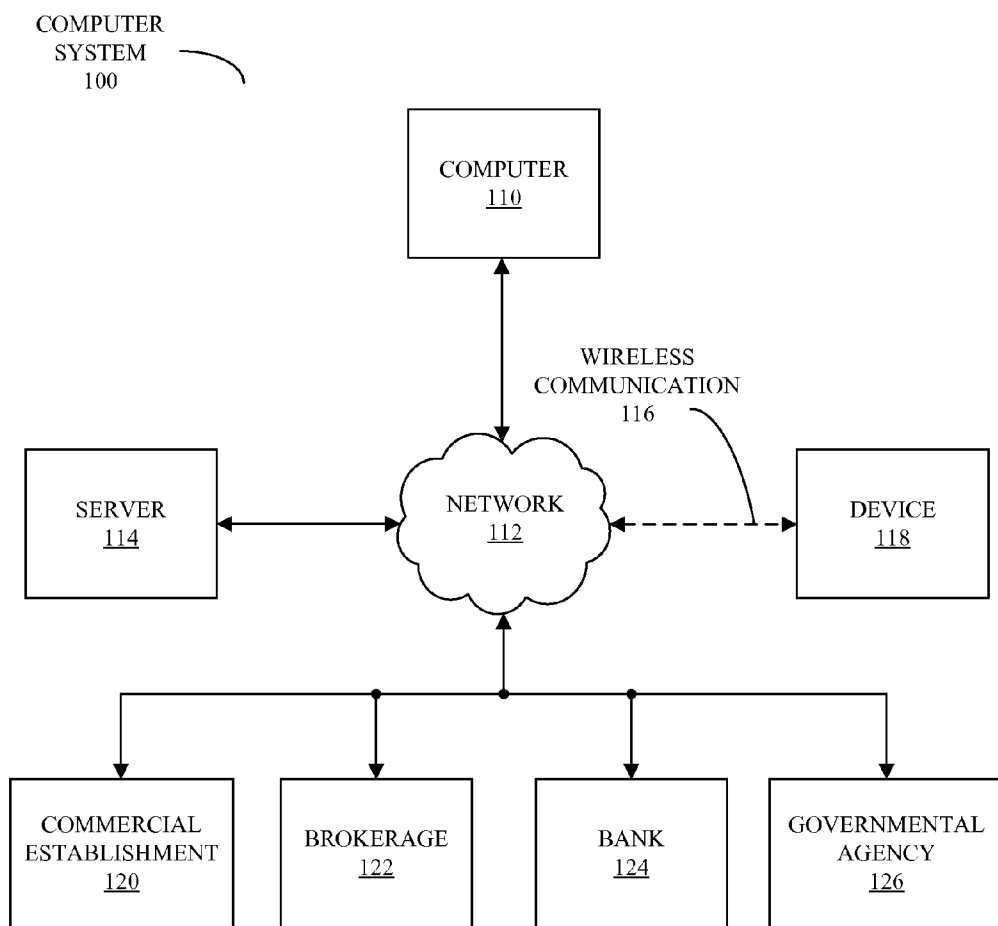 COMPUTER
SYSTEM
100
COMPUTER
110
WIRELESS
COMMUNICATION
116
SERVER
114
NETWORK
112
DEVICE
118
COMMERCIAL
ESTABLISHMENT
120
BROKERAGE
122
BANK
124
GOVERNMENTAL
AGENCY
126